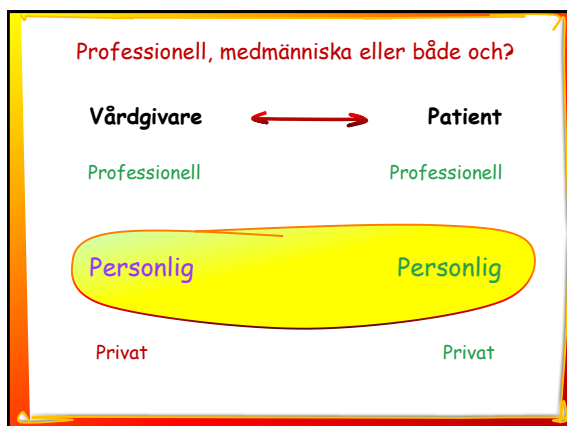 Professionell, medmänniska eller både och?
Vårdgivare Patient
Professionell Professionell
Personlig Personlig
Privat Privat